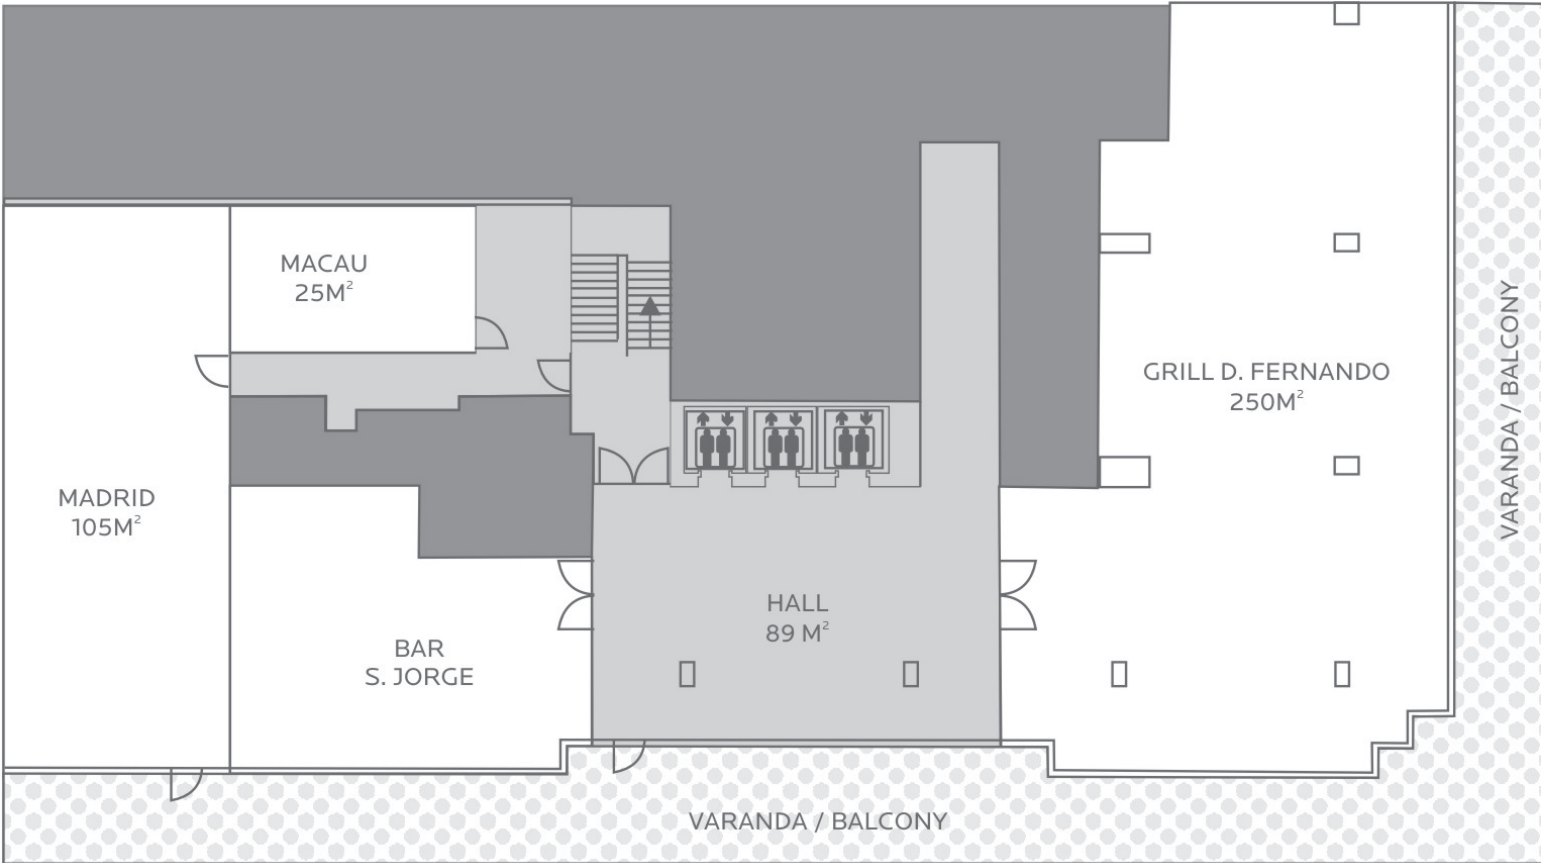 MACAU
25M²
MADRID
105M²
BAR
S. JORGE
HALL
89 M²
GRILL D. FERNANDO
250M²
VARANDA / BALCONY
VARANDA / BALCONY